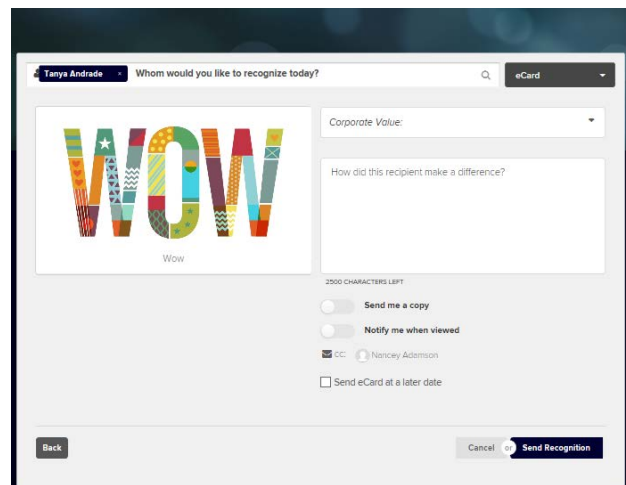 Tanya Andrade × Whom would you like to recognize today? eCard
Corporate Value:
WOW
Wow
How did this recipient make a difference?
2500 CHARACTERS LEFT
Send me a copy
Notify me when viewed
CC: Nancey Adamson
Send eCard at a later date
Back
Cancel or Send Recognition